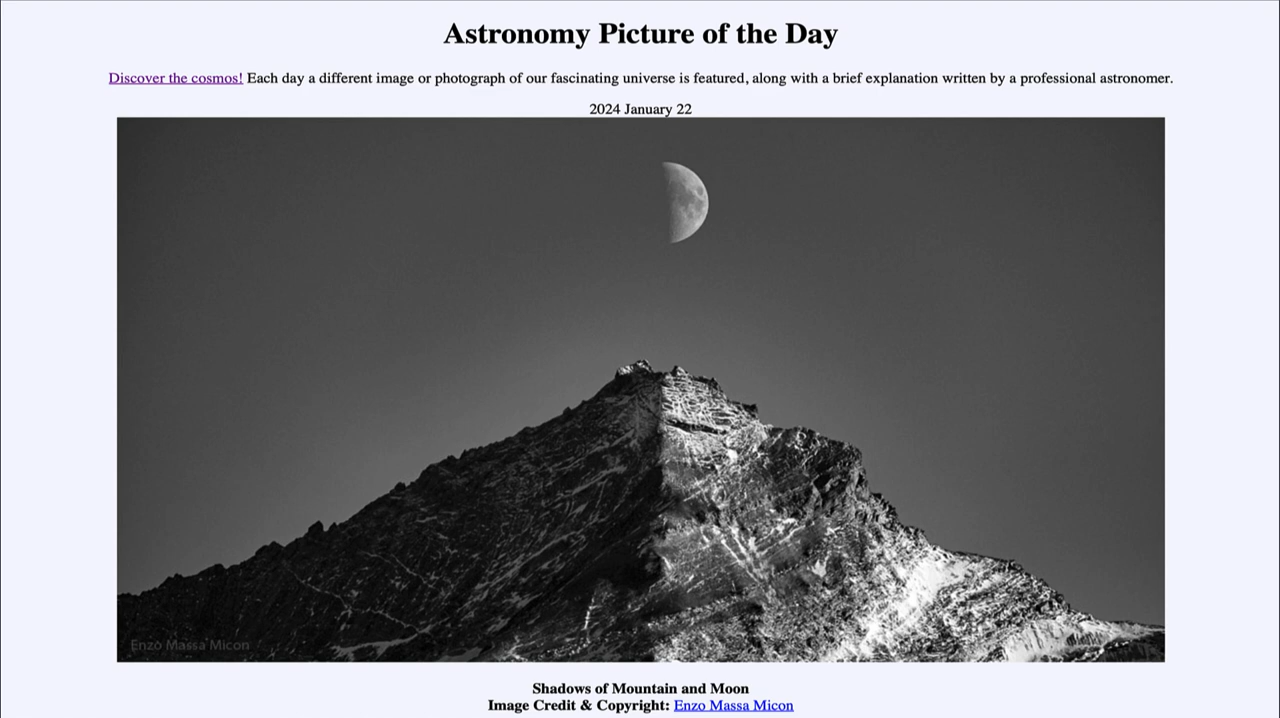 Astronomy Picture of the Day
Discover the cosmos! Each day a different image or photograph of our fascinating universe is featured, along with a brief explanation written by a professional astronomer.
2024 January 22
Enzo Massa Micon
Shadows of Mountain and Moon
Image Credit & Copyright: Enzo Massa Micon